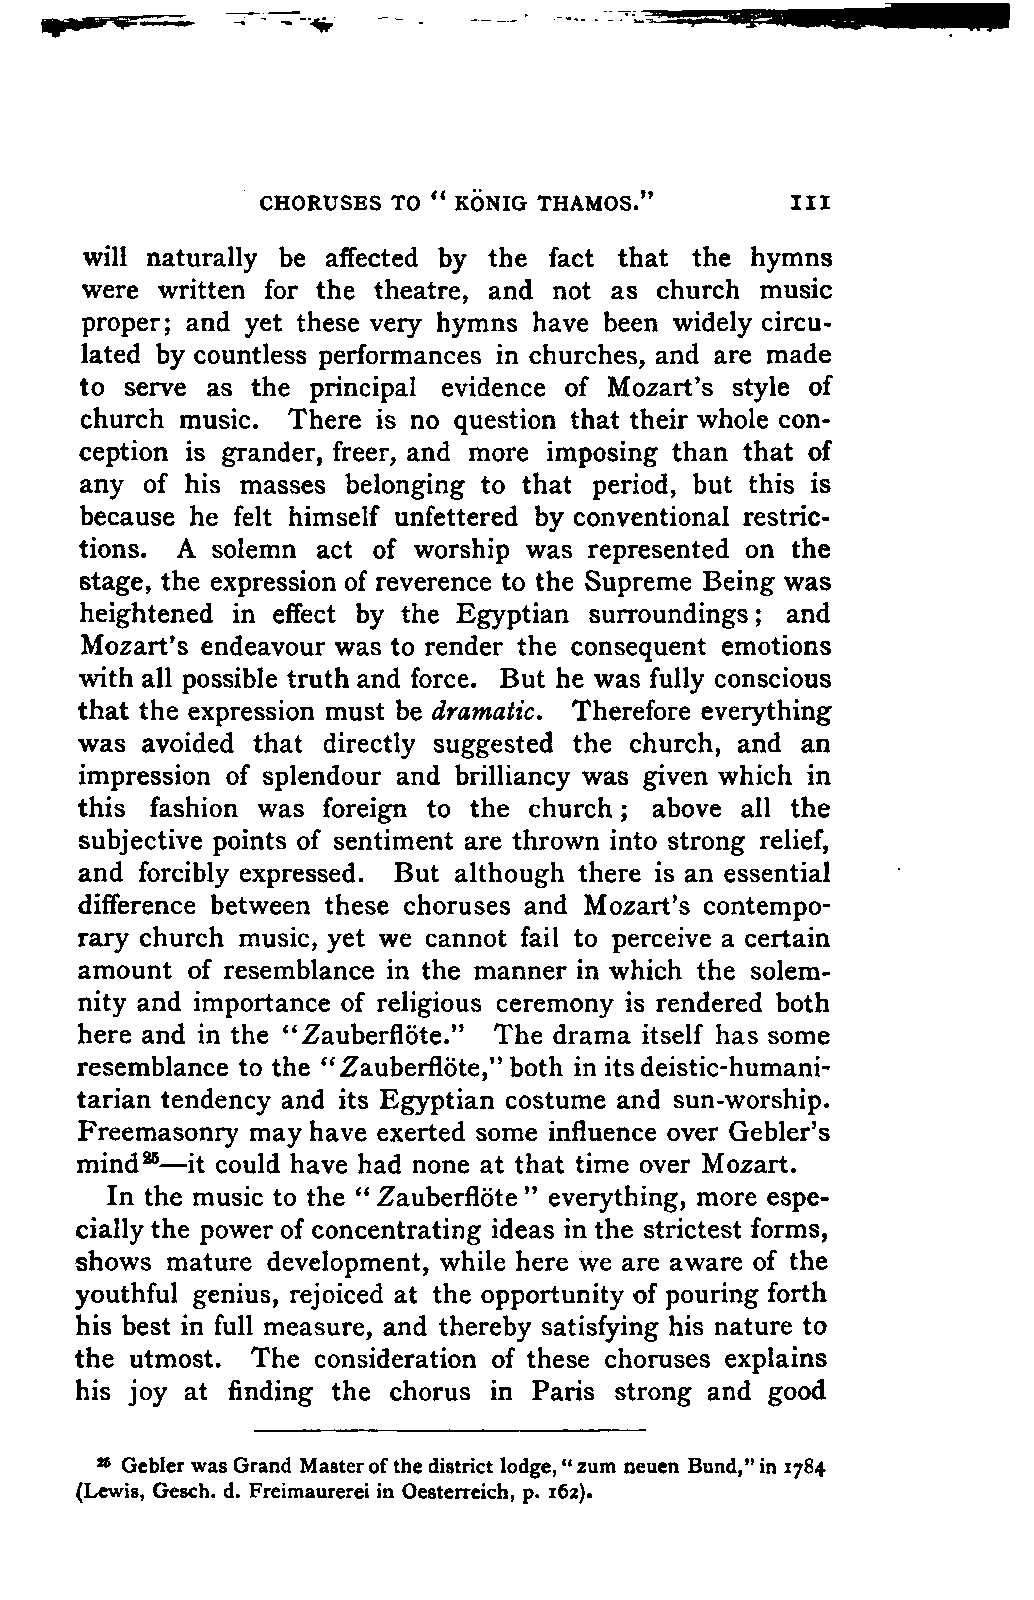 CHORUSES TO "KÖNIG THAMOS." III
will naturally be affected by the fact that the hymns
were written for the theatre, and not as church music
proper; and yet these very hymns have been widely circu-
lated by countless performances in churches, and are made
to serve as the principal evidence of Mozart's style of
church music. There is no question that their whole con-
ception is grander, freer, and more imposing than that of
any of his masses belonging to that period, but this is
because he felt himself unfettered by conventional restric-
tions. A solemn act of worship was represented on the
stage, the expression of reverence to the Supreme Being was
heightened in effect by the Egyptian surroundings; and
Mozart's endeavour was to render the consequent emotions
with all possible truth and force. But he was fully conscious
that the expression must be dramatic. Therefore everything
was avoided that directly suggested the church, and an
impression of splendour and brilliancy was given which in
this fashion was foreign to the church; above all the
subjective points of sentiment are thrown into strong relief,
and forcibly expressed. But although there is an essential
difference between these choruses and Mozart's contempo-
rary church music, yet we cannot fail to perceive a certain
amount of resemblance in the manner in which the solem-
nity and importance of religious ceremony is rendered both
here and in the "Zauberflöte." The drama itself has some
resemblance to the "Zauberflöte," both in its deistic-humani-
tarian tendency and its Egyptian costume and sun-worship.
Freemasonry may have exerted some influence over Gebler's
mind²⁵—it could have had none at that time over Mozart.
In the music to the "Zauberflöte" everything, more espe-
cially the power of concentrating ideas in the strictest forms,
shows mature development, while here we are aware of the
youthful genius, rejoiced at the opportunity of pouring forth
his best in full measure, and thereby satisfying his nature to
the utmost. The consideration of these choruses explains
his joy at finding the chorus in Paris strong and good
²⁵ Gebler was Grand Master of the district lodge, "zum neuen Bund," in 1784
(Lewis, Gesch. d. Freimaurerei in Oesterreich, p. 162).